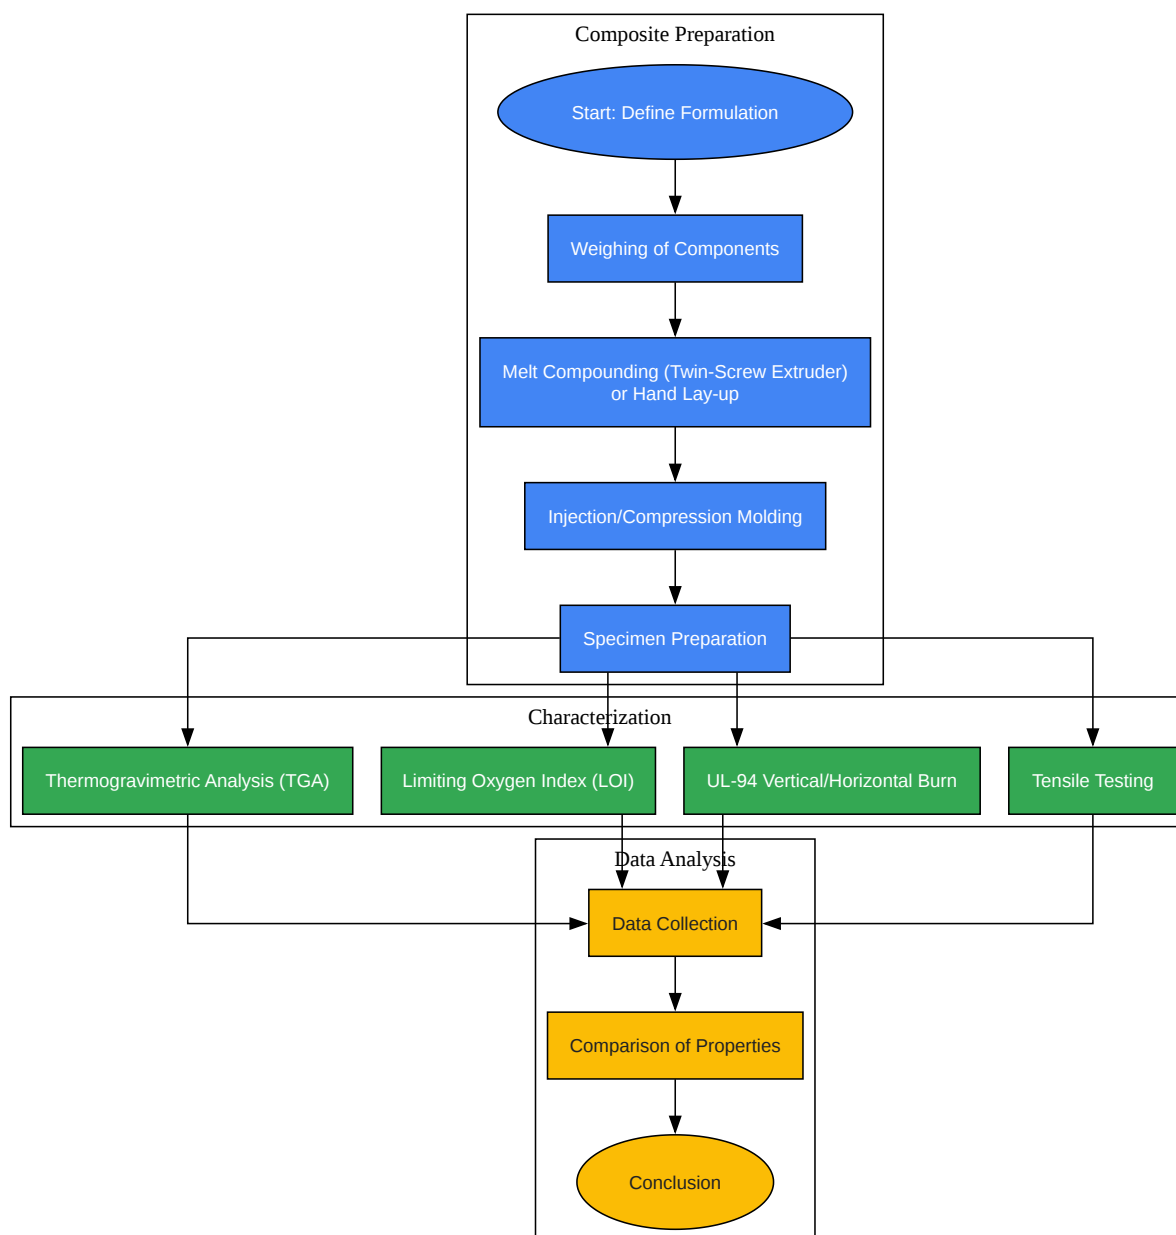 Composite Preparation
Start: Define Formulation
Weighing of Components
Melt Compounding (Twin-Screw Extruder)
or Hand Lay-up
Injection/Compression Molding
Specimen Preparation
Characterization
Thermogravimetric Analysis (TGA)
Limiting Oxygen Index (LOI)
UL-94 Vertical/Horizontal Burn
Tensile Testing
Data Analysis
Data Collection
Comparison of Properties
Conclusion